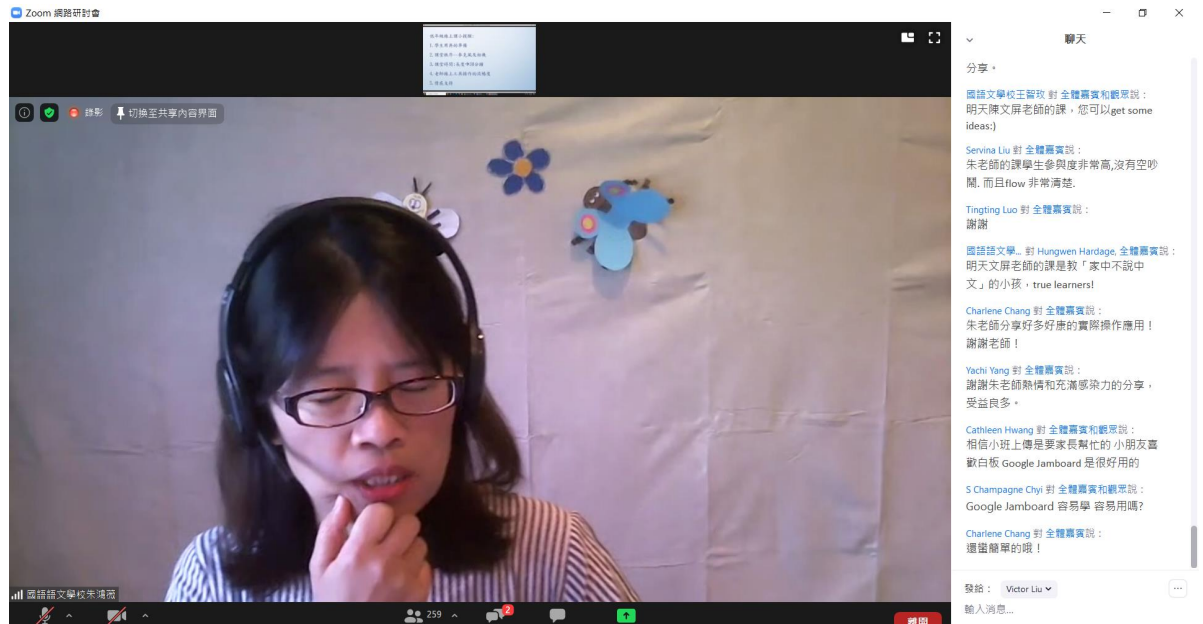 Zoom 網路研討會
錄影
切換至共享內容界面
國語語文學校朱鴻薇
259
2
離開
聊天
分享。
國語文學校王智玫 對 全體嘉賓和觀眾說：
明天陳文屏老師的課，您可以get some
ideas:)
Servina Liu 對 全體嘉賓說：
朱老師的課學生參與度非常高,沒有空吵
鬧. 而且flow 非常清楚.
Tingting Luo 對 全體嘉賓說：
謝謝
國語語文學... 對 Hungwen Hardage, 全體嘉賓說：
明天文屏老師的課是教「家中不說中
文」的小孩，true learners!
Charlene Chang 對 全體嘉賓說：
朱老師分享好多好康的實際操作應用！
謝謝老師！
Yachi Yang 對 全體嘉賓說：
謝謝朱老師熱情和充滿感染力的分享，
受益良多。
Cathleen Hwang 對 全體嘉賓和觀眾說：
相信小班上傳是要家長幫忙的 小朋友喜
歡白板 Google Jamboard 是很好用的
S Champagne Chyi 對 全體嘉賓和觀眾說：
Google Jamboard 容易學 容易用嗎?
Charlene Chang 對 全體嘉賓說：
還蠻簡單的哦！
發給： Victor Liu
輸入消息...